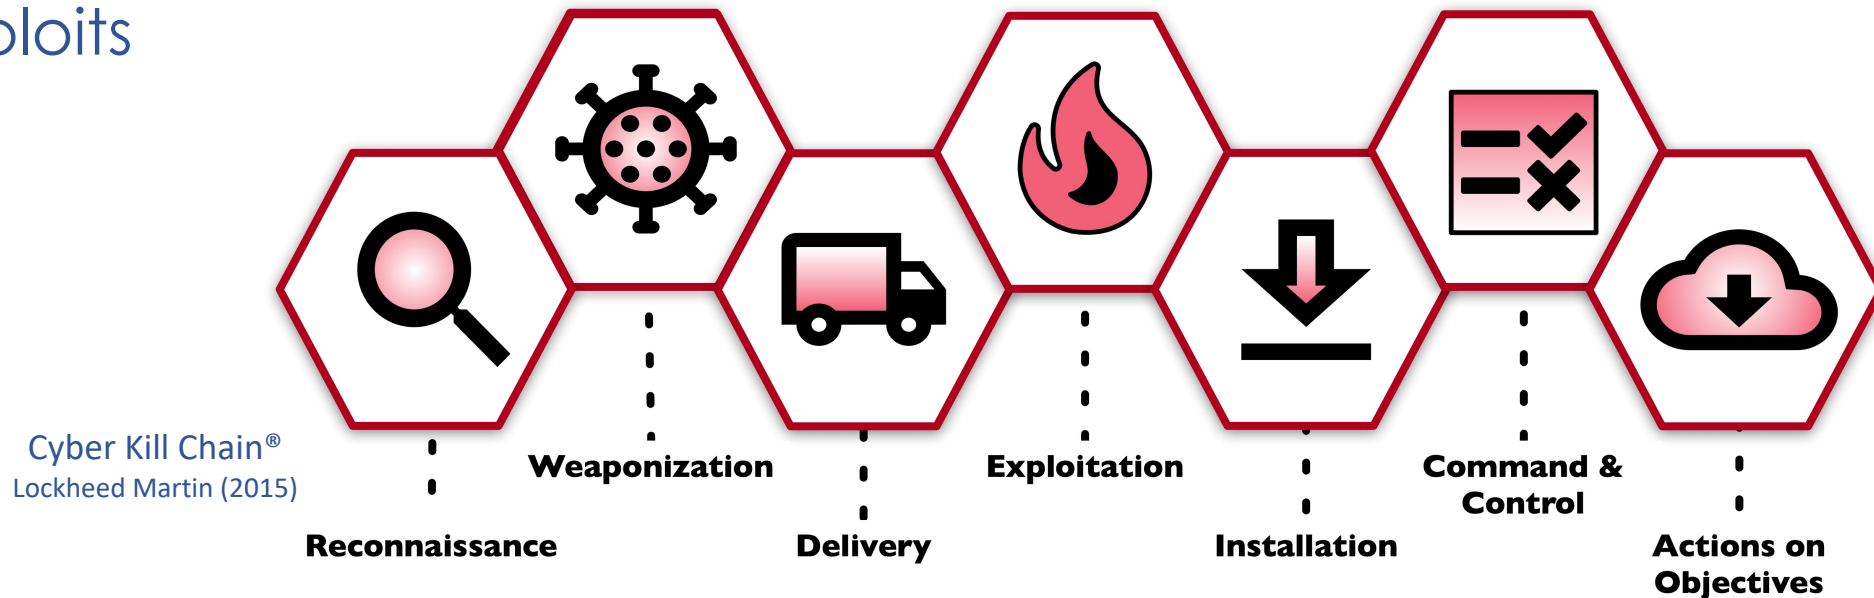 ploits
Cyber Kill Chain®
Lockheed Martin (2015)
Reconnaissance
Weaponization
Delivery
Exploitation
Installation
Command &
Control
Actions on
Objectives